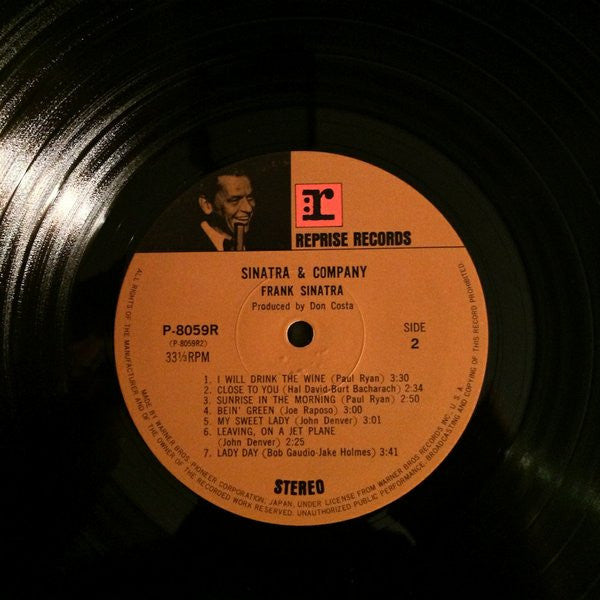 r
REPRISE RECORDS
SINATRA & COMPANY
FRANK SINATRA
Produced by Don Costa
P-8059R
(P-8059R2)
33⅓RPM
SIDE
2
1. I WILL DRINK THE WINE (Paul Ryan) 3:30
2. CLOSE TO YOU (Hal David-Burt Bacharach) 2:34
3. SUNRISE IN THE MORNING (Paul Ryan) 2:50
4. BEIN' GREEN (Joe Raposo) 3:00
5. MY SWEET LADY (John Denver) 3:01
6. LEAVING, ON A JET PLANE
(John Denver) 2:25
7. LADY DAY (Bob Gaudio-Jake Holmes) 3:41
STEREO
MADE BY WARNER BROS. PIONEER CORPORATION, JAPAN, UNDER LICENSE FROM WARNER BROS. RECORDS INC. U.S.A.
ALL RIGHTS OF THE MANUFACTURER AND OF THE OWNER OF THE RECORDED WORK RESERVED. UNAUTHORIZED PUBLIC PERFORMANCE, BROADCASTING AND COPYING OF THIS RECORD PROHIBITED.